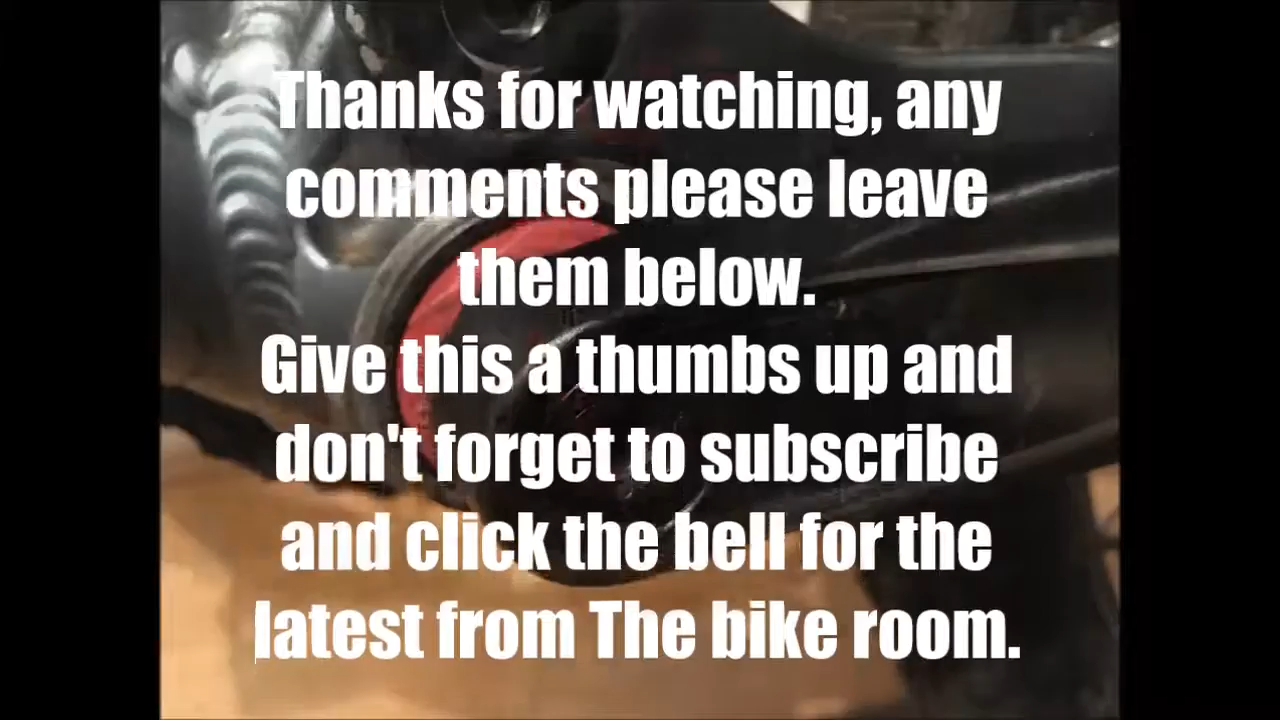 Thanks for watching, any
comments please leave
them below.
Give this a thumbs up and
don't forget to subscribe
and click the bell for the
latest from The bike room.